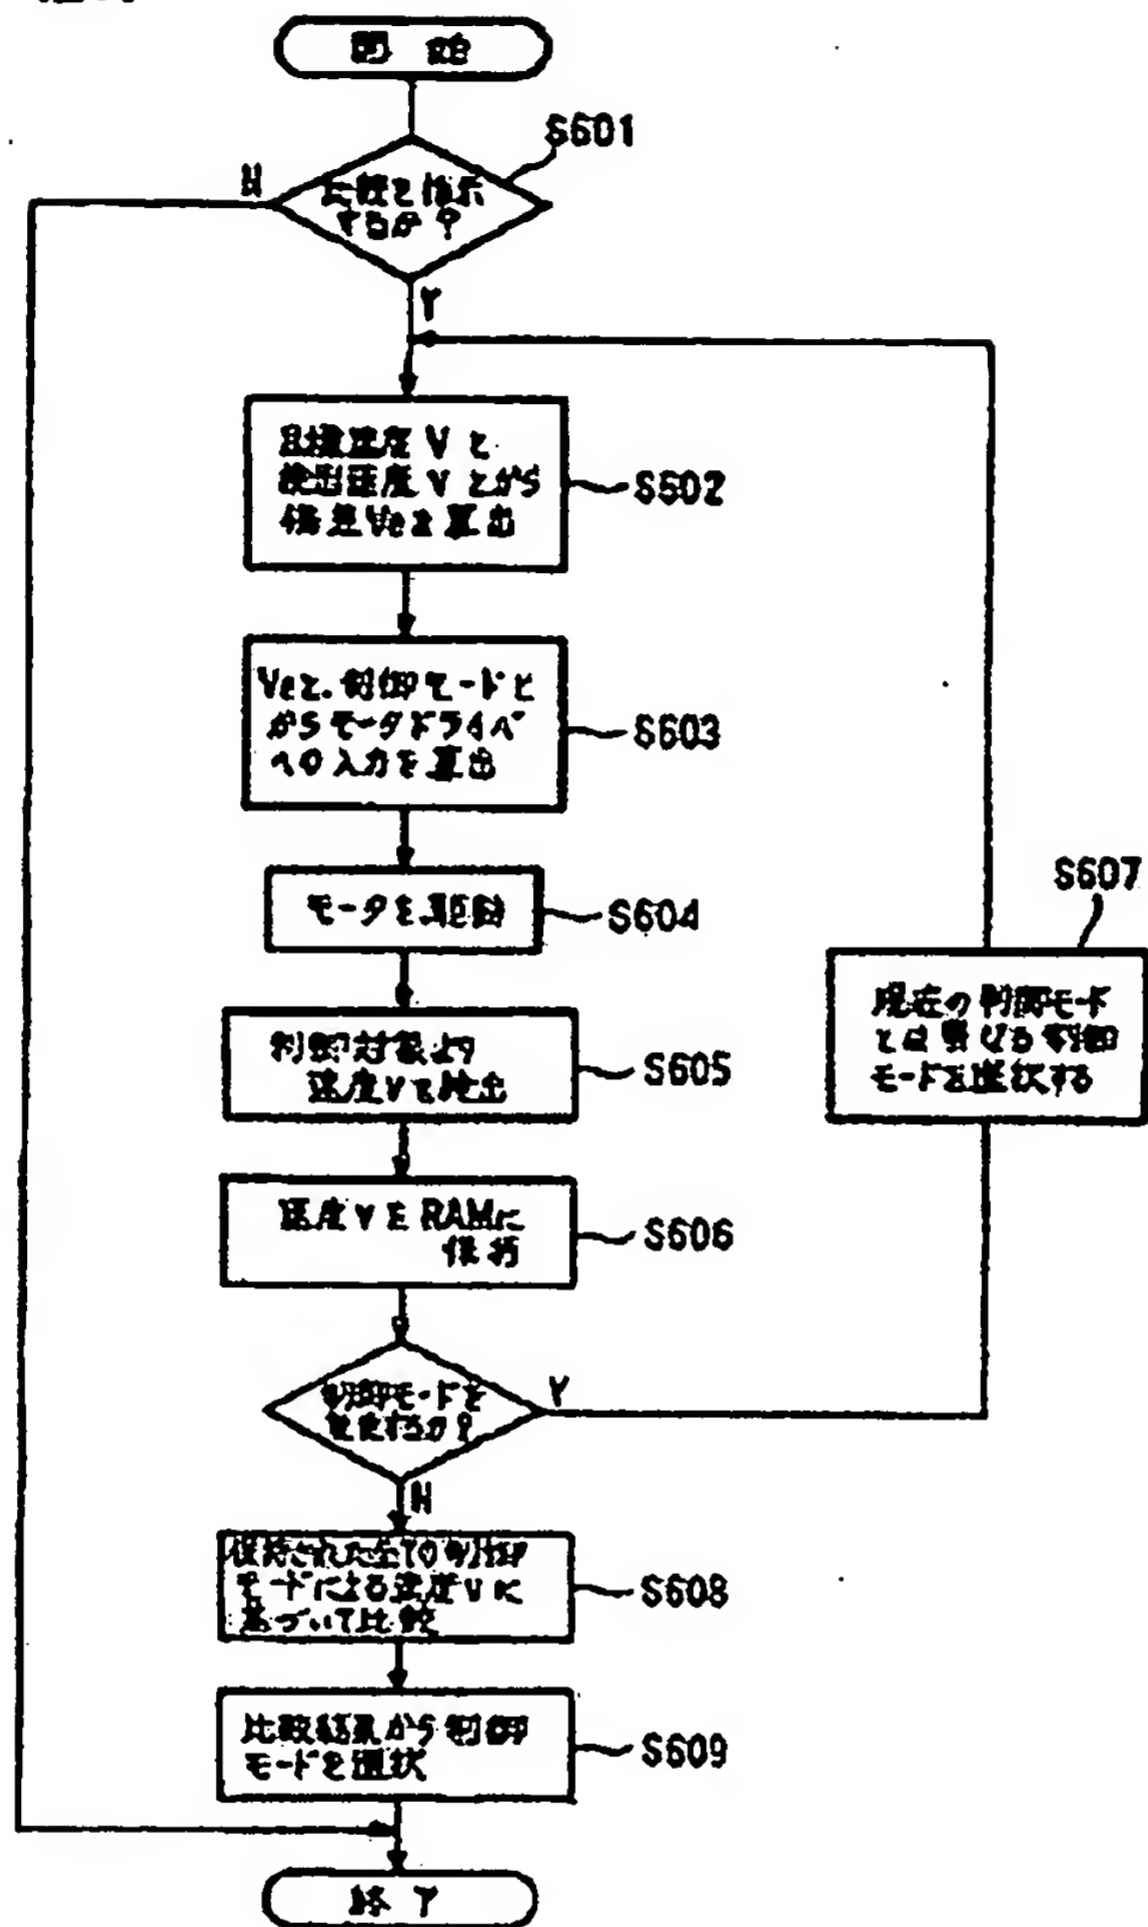 開 始
S601
N
比較を指示
するか？
Y
目標速度 V と
検出速度 V とから
偏差Veを算出
S602
Veと、制御モードと
からモータドライバ
への入力を算出
S603
モータを駆動
S604
S607
現在の制御モード
とは異なる制御
モードを選択する
制御対象より
速度Vを検出
S605
速度VをRAMに
保持
S606
制御モードを
変更するか？
Y
N
保持された全ての制御
モードによる速度Vに
基づいて比較
S608
比較結果から制御
モードを選択
S609
終 了